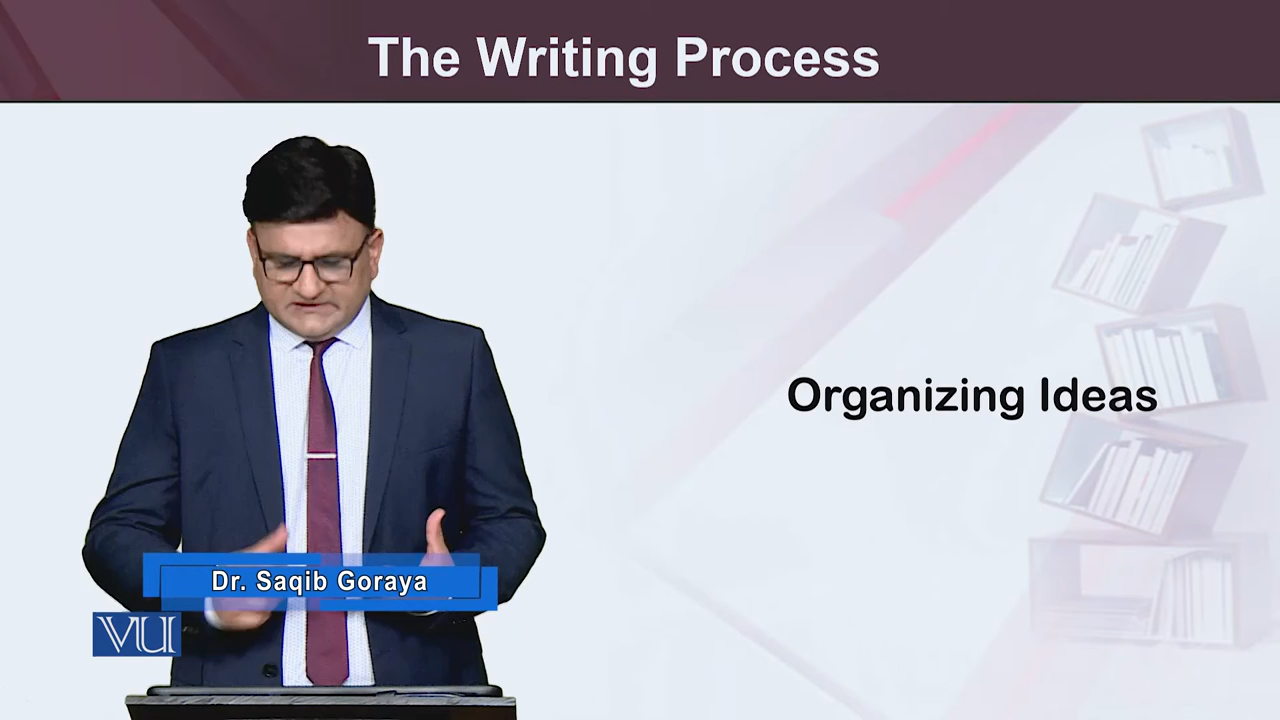 The Writing Process
Organizing Ideas
Dr. Saqib Goraya
VU